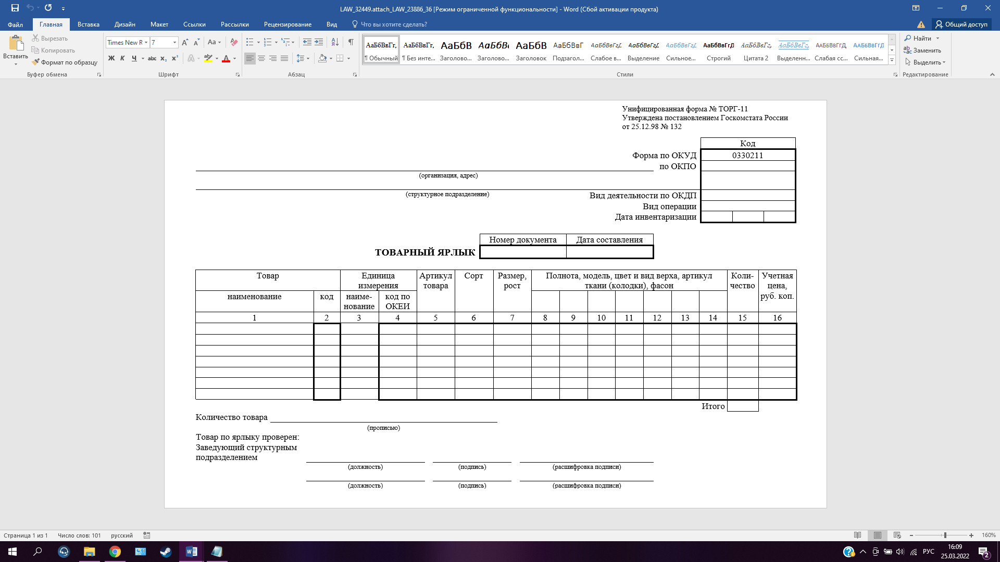 LAW_32449.attach_LAW_23886_36 [Режим ограниченной функциональности] - Word (Сбой активации продукта)
Файл Главная Вставка Дизайн Макет Ссылки Рассылки Рецензирование Вид Что вы хотите сделать? Общий доступ
Вставить
Вырезать
Копировать
Формат по образцу
Буфер обмена
Times New R 7
Ж К Ч abc x₂ x²
Шрифт
Абзац
АаБбВвГг, АаБбВвГг, АаБбВ АаБбВ АаБбВ АаБбВвГ АаБбВвГгД АаБбВвГгД АаБбВвГгД АаБбВвГгД АаБбВвГг, АаБбВвГг, ААБбВвГгД, ААБбВвГгД
¶ Обычный ¶ Без инте... Заголово... Заголово... Заголовок Подзагол... Слабое в... Выделение Сильное... Строгий Цитата 2 Выделенн... Слабая сс... Сильная...
Стили
Найти
Заменить
Выделить
Редактирование
Унифицированная форма № ТОРГ-11
Утверждена постановлением Госкомстата России
от 25.12.98 № 132
Код
Форма по ОКУД 0330211
по ОКПО
(организация, адрес)
(структурное подразделение)
Вид деятельности по ОКДП
Вид операции
Дата инвентаризации
Номер документа Дата составления
ТОВАРНЫЙ ЯРЛЫК
Товар Единица измерения Артикул товара Сорт Размер, рост Полнота, модель, цвет и вид верха, артикул ткани (колодки), фасон Коли-чество Учетная цена, руб. коп.
наименование код наиме-нование код по ОКЕИ
1 2 3 4 5 6 7 8 9 10 11 12 13 14 15 16
Итого
Количество товара
(прописью)
Товар по ярлыку проверен:
Заведующий структурным
подразделением
(должность) (подпись) (расшифровка подписи)
(должность) (подпись) (расшифровка подписи)
Страница 1 из 1 Число слов: 101 русский 160%
РУС 16:09
25.03.2022
2